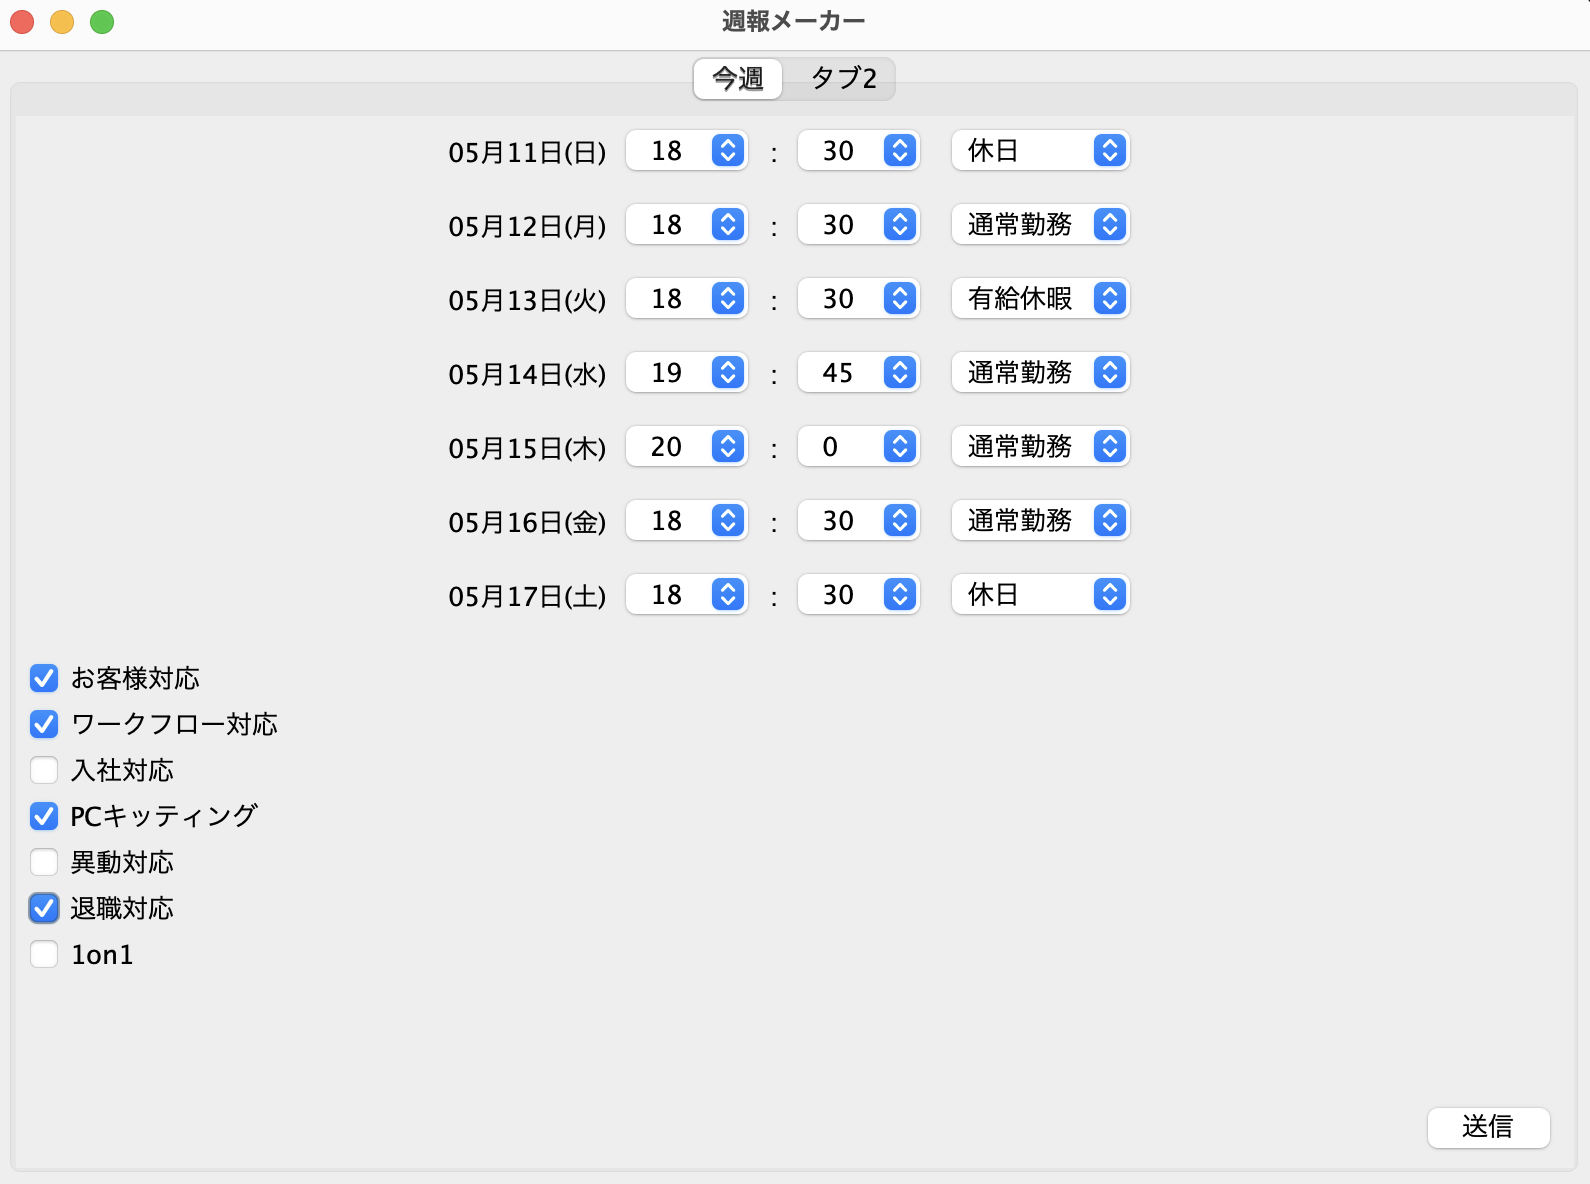 週報メーカー
今週 タブ2
05月11日(日) 18 : 30 休日
05月12日(月) 18 : 30 通常勤務
05月13日(火) 18 : 30 有給休暇
05月14日(水) 19 : 45 通常勤務
05月15日(木) 20 : 0 通常勤務
05月16日(金) 18 : 30 通常勤務
05月17日(土) 18 : 30 休日
お客様対応
ワークフロー対応
入社対応
PCキッティング
異動対応
退職対応
1on1
送信